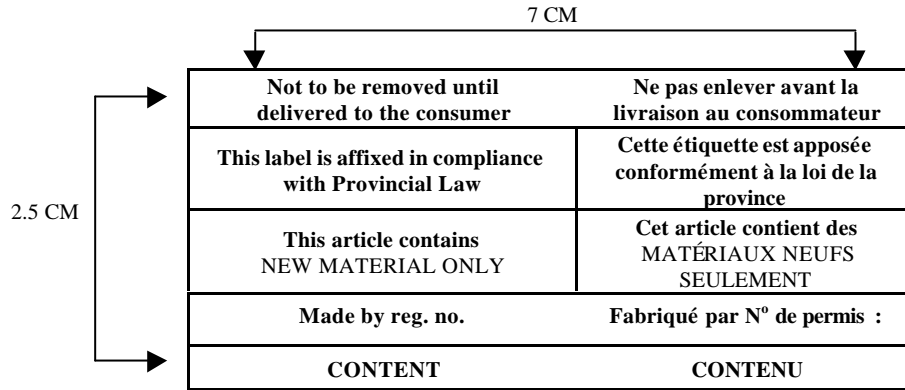 7 CM
Not to be removed until
delivered to the consumer
Ne pas enlever avant la
livraison au consommateur
This label is affixed in compliance
with Provincial Law
Cette étiquette est apposée
conformément à la loi de la
province
2.5 CM
This article contains
NEW MATERIAL ONLY
Cet article contient des
MATÉRIAUX NEUFS
SEULEMENT
Made by reg. no.
Fabriqué par Nº de permis :
CONTENT
CONTENU